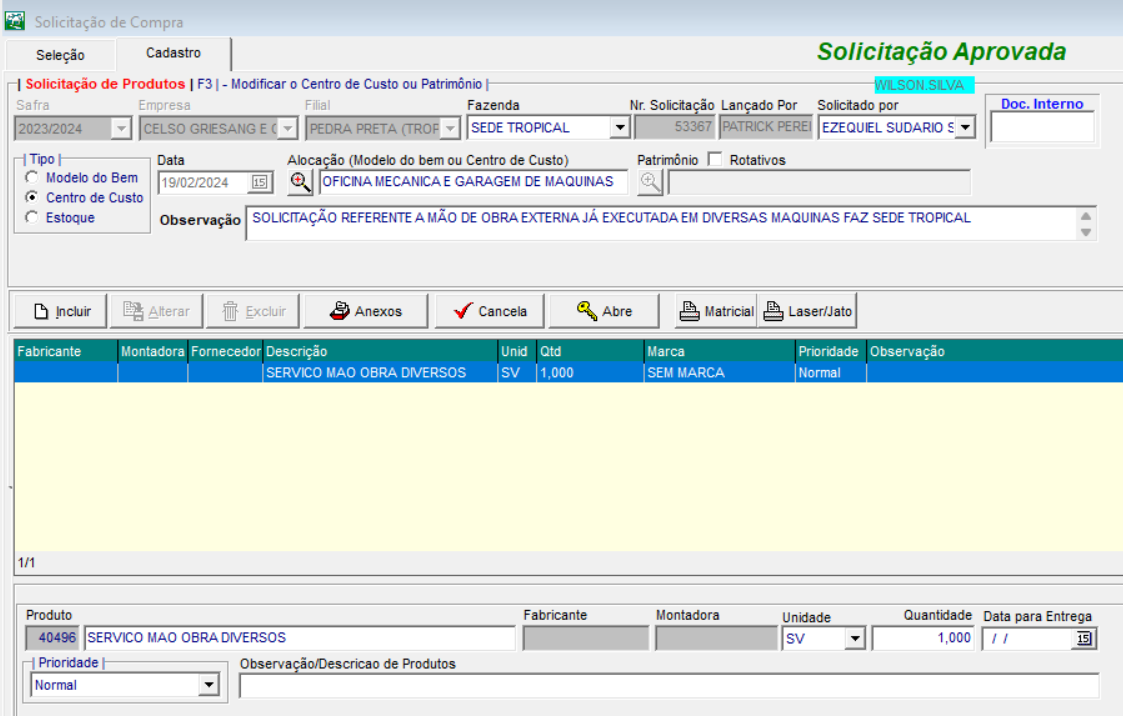 Solicitação de Compra
Seleção Cadastro Solicitação Aprovada
| Solicitação de Produtos | F3 | - Modificar o Centro de Custo ou Patrimônio | WILSON.SILVA
Safra Empresa Filial Fazenda Nr. Solicitação Lançado Por Solicitado por Doc. Interno
2023/2024 CELSO GRIESANG E PEDRA PRETA (TROP SEDE TROPICAL 53367 PATRICK PEREI EZEQUIEL SUDARIO S
| Tipo | Data Alocação (Modelo do bem ou Centro de Custo) Patrimônio Rotativos
Modelo do Bem 19/02/2024 15 OFICINA MECANICA E GARAGEM DE MAQUINAS
Centro de Custo
Estoque Observação SOLICITAÇÃO REFERENTE A MÃO DE OBRA EXTERNA JÁ EXECUTADA EM DIVERSAS MAQUINAS FAZ SEDE TROPICAL
Incluir Alterar Excluir Anexos Cancela Abre Matricial Laser/Jato
Fabricante Montadora Fornecedor Descrição Unid Qtd Marca Prioridade Observação
SERVICO MAO OBRA DIVERSOS SV 1,000 SEM MARCA Normal
1/1
Produto Fabricante Montadora Unidade Quantidade Data para Entrega
40496 SERVICO MAO OBRA DIVERSOS SV 1,000 / / 15
| Prioridade | Observação/Descricao de Produtos
Normal